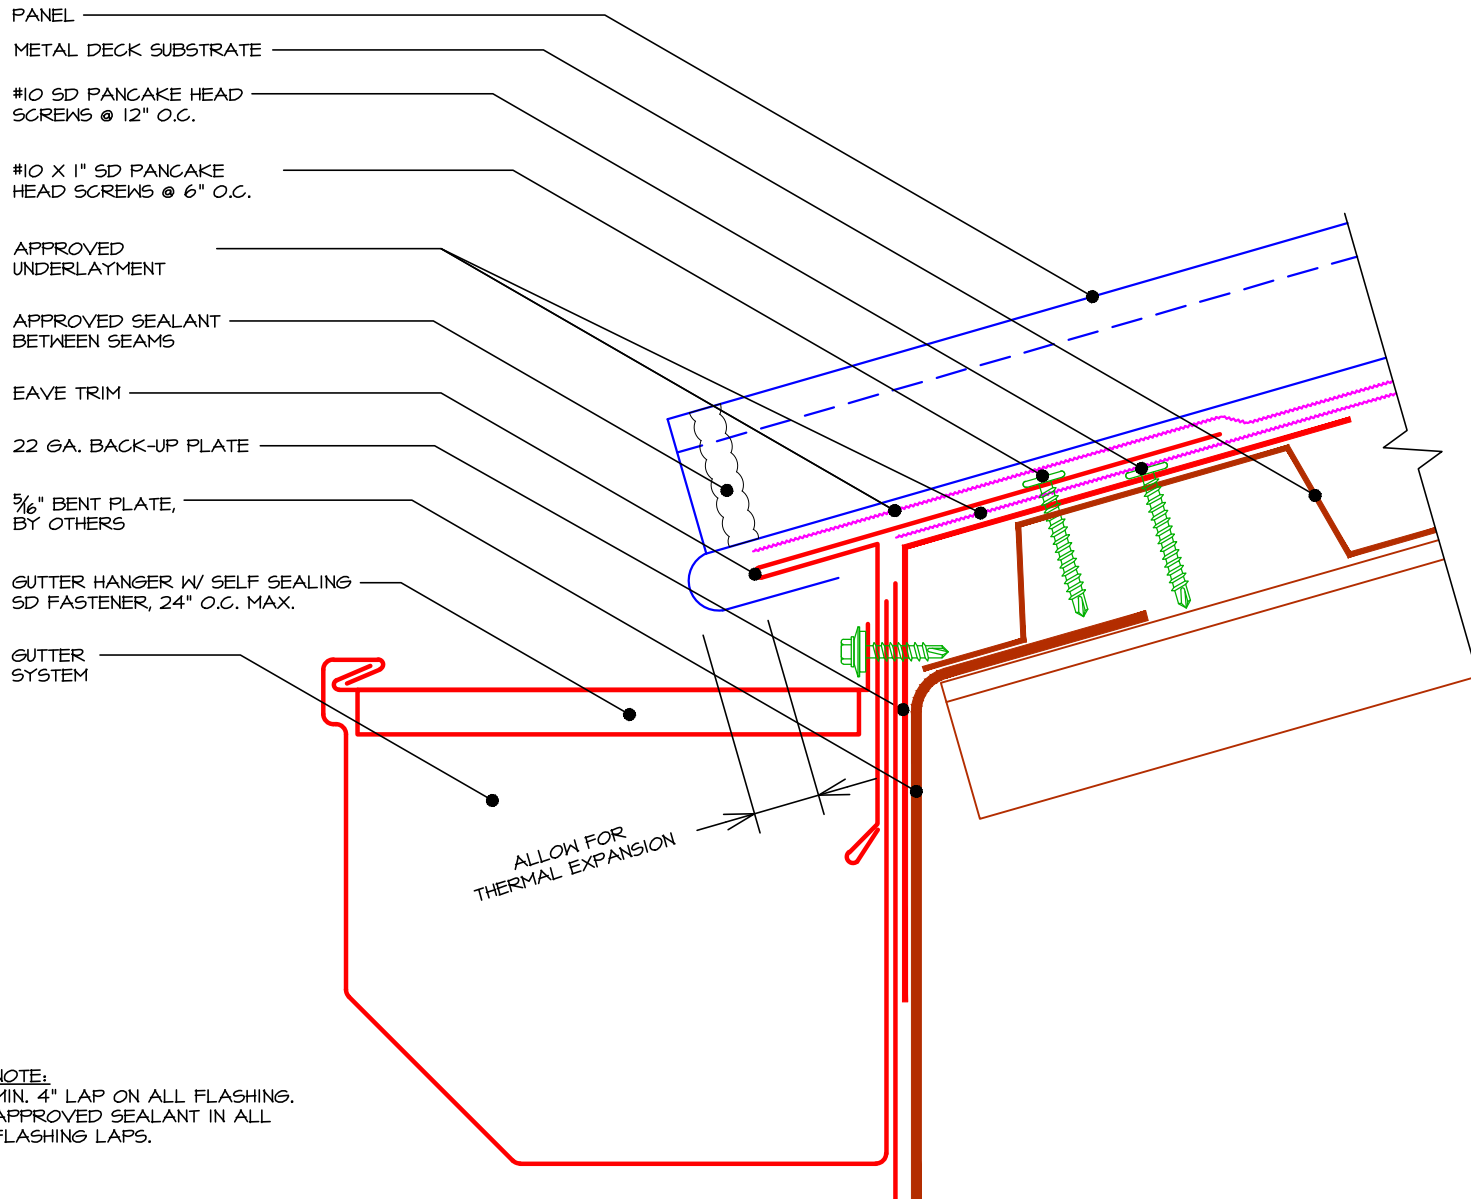 PANEL
METAL DECK SUBSTRATE
#10 SD PANCAKE HEAD
SCREWS @ 12" O.C.
#10 X 1" SD PANCAKE
HEAD SCREWS @ 6" O.C.
APPROVED
UNDERLAYMENT
APPROVED SEALANT
BETWEEN SEAMS
EAVE TRIM
22 GA. BACK-UP PLATE
5/16" BENT PLATE,
BY OTHERS
GUTTER HANGER W/ SELF SEALING
SD FASTENER, 24" O.C. MAX.
GUTTER
SYSTEM
ALLOW FOR
THERMAL EXPANSION
NOTE:
MIN. 4" LAP ON ALL FLASHING.
APPROVED SEALANT IN ALL
FLASHING LAPS.